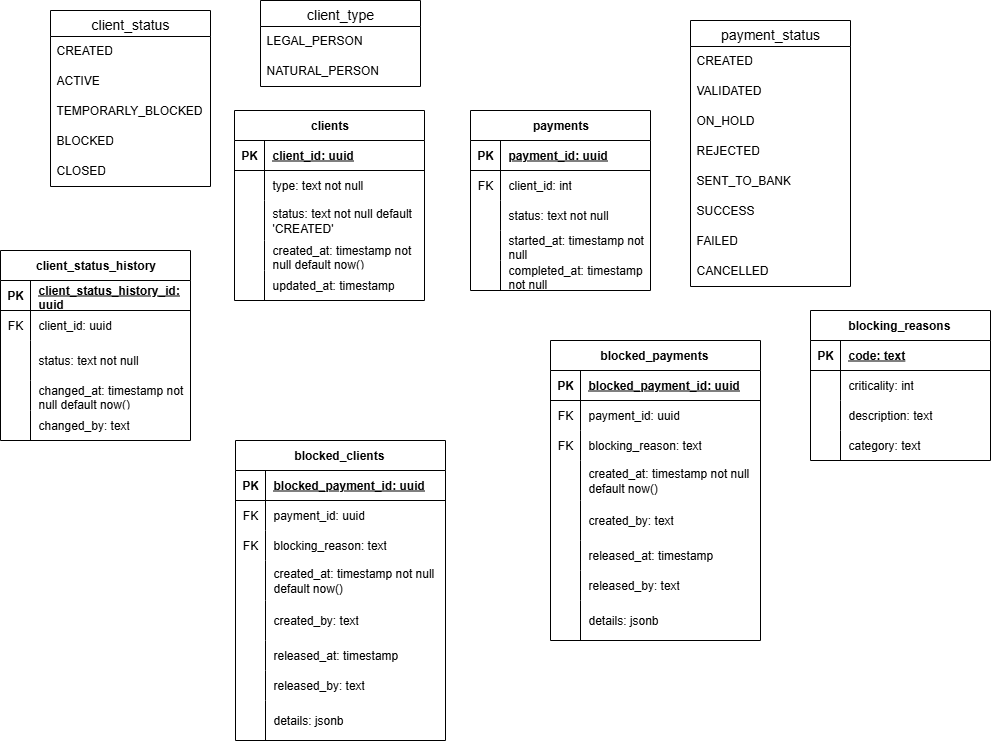 client_status
CREATED
ACTIVE
TEMPORARLY_BLOCKED
BLOCKED
CLOSED
client_type
LEGAL_PERSON
NATURAL_PERSON
payment_status
CREATED
VALIDATED
ON_HOLD
REJECTED
SENT_TO_BANK
SUCCESS
FAILED
CANCELLED
clients
PK client_id: uuid
type: text not null
status: text not null default
'CREATED'
created_at: timestamp not
null default now()
updated_at: timestamp
payments
PK payment_id: uuid
FK client_id: int
status: text not null
started_at: timestamp not
null
completed_at: timestamp
not null
client_status_history
PK client_status_history_id:
uuid
FK client_id: uuid
status: text not null
changed_at: timestamp not
null default now()
changed_by: text
blocking_reasons
PK code: text
criticality: int
description: text
category: text
blocked_payments
PK blocked_payment_id: uuid
FK payment_id: uuid
FK blocking_reason: text
created_at: timestamp not null
default now()
created_by: text
released_at: timestamp
released_by: text
details: jsonb
blocked_clients
PK blocked_payment_id: uuid
FK payment_id: uuid
FK blocking_reason: text
created_at: timestamp not null
default now()
created_by: text
released_at: timestamp
released_by: text
details: jsonb